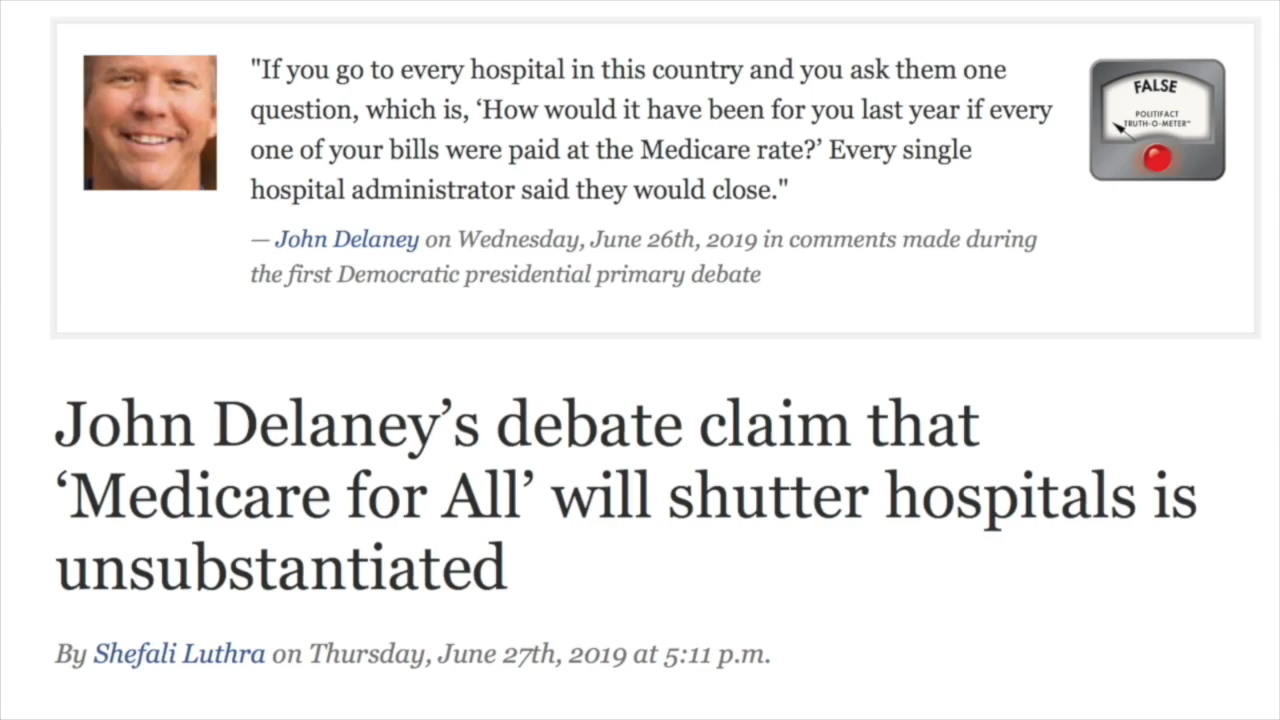 "If you go to every hospital in this country and you ask them one
question, which is, ‘How would it have been for you last year if every
one of your bills were paid at the Medicare rate?’ Every single
hospital administrator said they would close."
— John Delaney on Wednesday, June 26th, 2019 in comments made during
the first Democratic presidential primary debate
FALSE
POLITIFACT
TRUTH-O-METER™
John Delaney’s debate claim that
‘Medicare for All’ will shutter hospitals is
unsubstantiated
By Shefali Luthra on Thursday, June 27th, 2019 at 5:11 p.m.